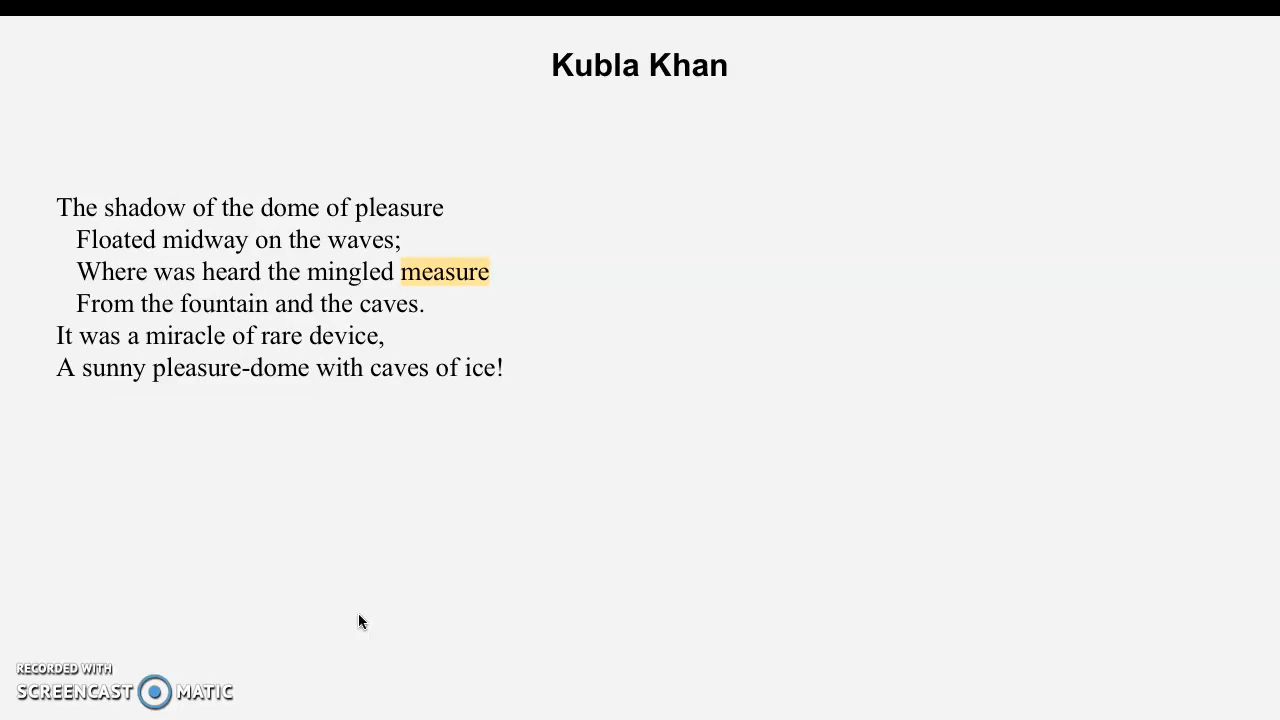 Kubla Khan
The shadow of the dome of pleasure
Floated midway on the waves;
Where was heard the mingled measure
From the fountain and the caves.
It was a miracle of rare device,
A sunny pleasure-dome with caves of ice!
RECORDED WITH
SCREENCAST MATIC